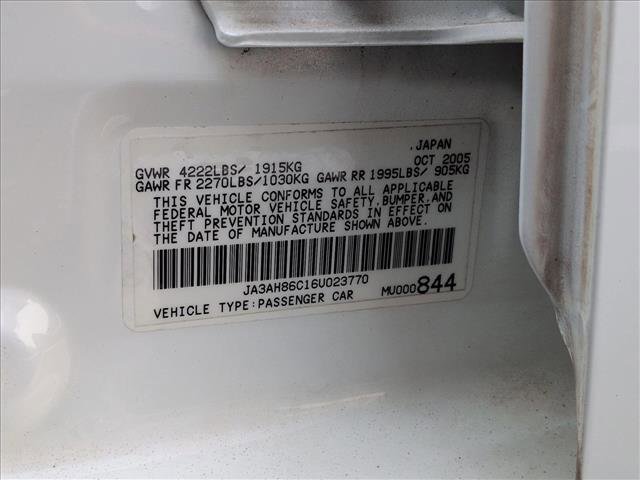 .JAPAN
GVWR 4222LBS/ 1915KG OCT 2005
GAWR FR 2270LBS/1030KG GAWR RR 1995LBS/ 905KG
THIS VEHICLE CONFORMS TO ALL APPLICABLE
FEDERAL MOTOR VEHICLE SAFETY,BUMPER,AND
THEFT PREVENTION STANDARDS IN EFFECT ON
THE DATE OF MANUFACTURE SHOWN ABOVE.
JA3AH86C16U023770
VEHICLE TYPE:PASSENGER CAR MU000844